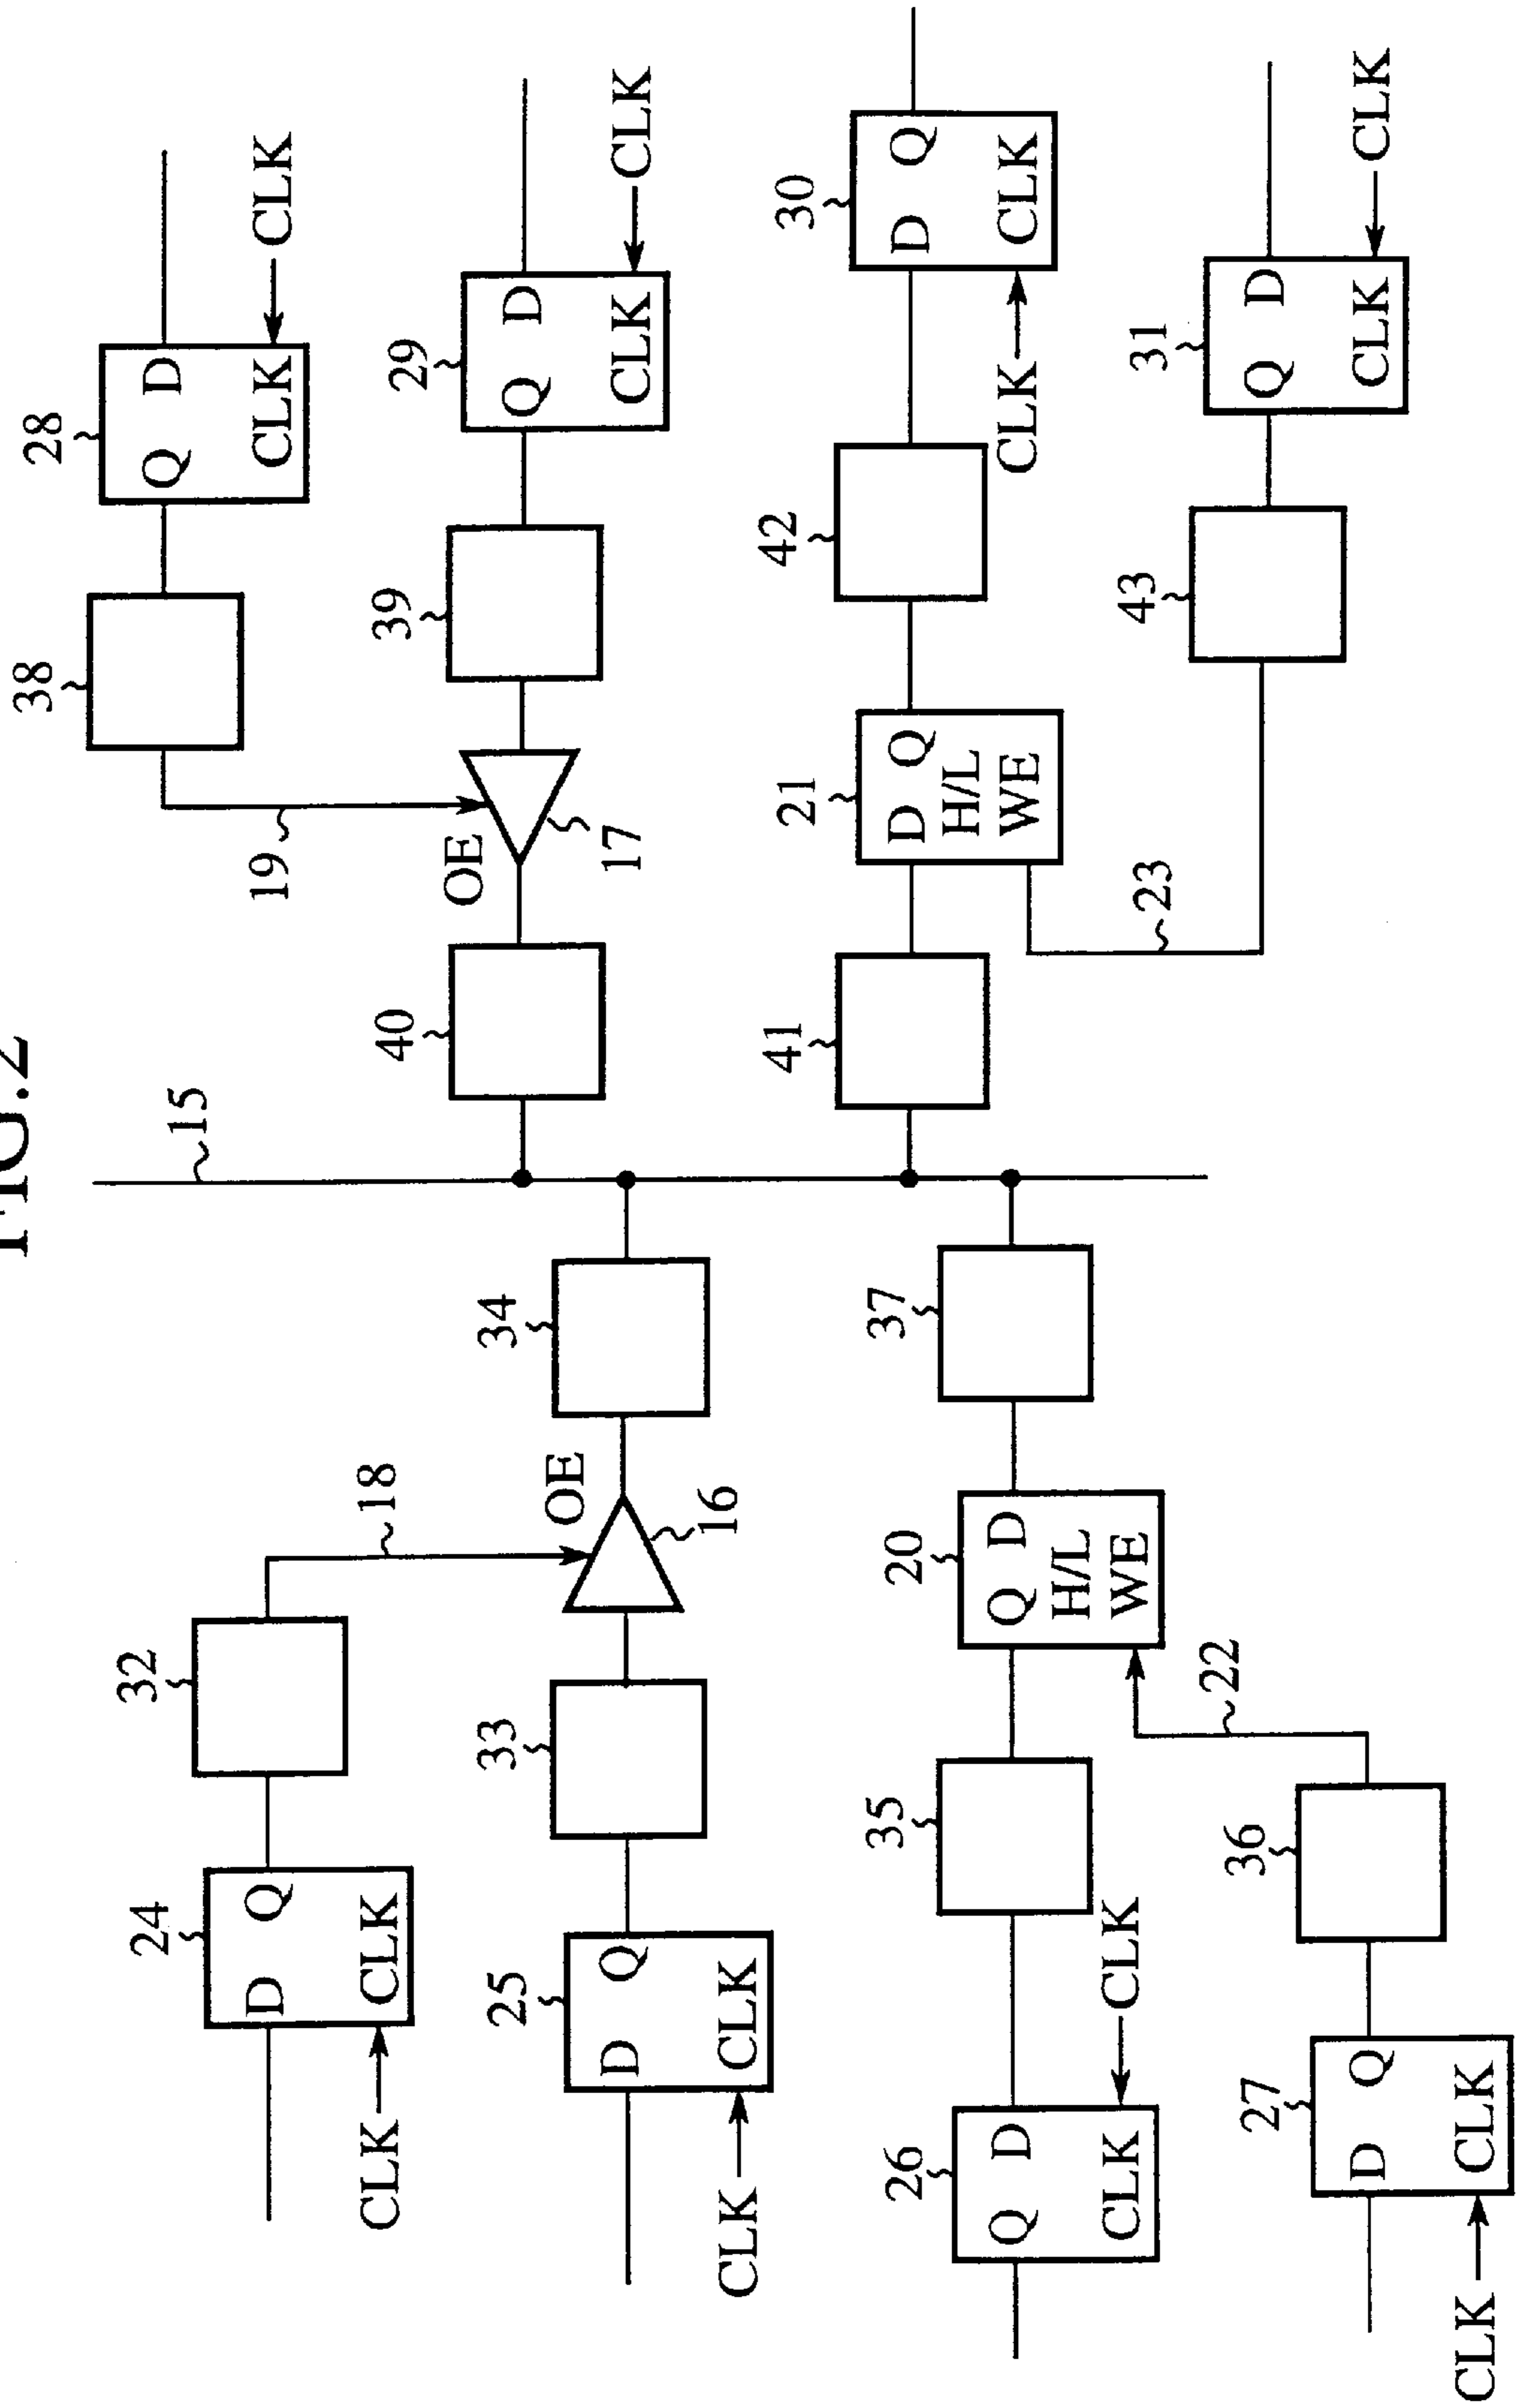 FIG.2
15
28
Q D
CLK
CLK
38
19
29
Q D
CLK
CLK
39
OE
17
40
30
D Q
CLK
CLK
42
21
D Q
H/L
WE
41
23
31
Q D
CLK
CLK
43
24
D Q
CLK
CLK
32
18
25
D Q
CLK
CLK
33
OE
16
34
26
Q D
CLK
CLK
35
20
Q D
H/L
WE
37
22
27
D Q
CLK
CLK
36